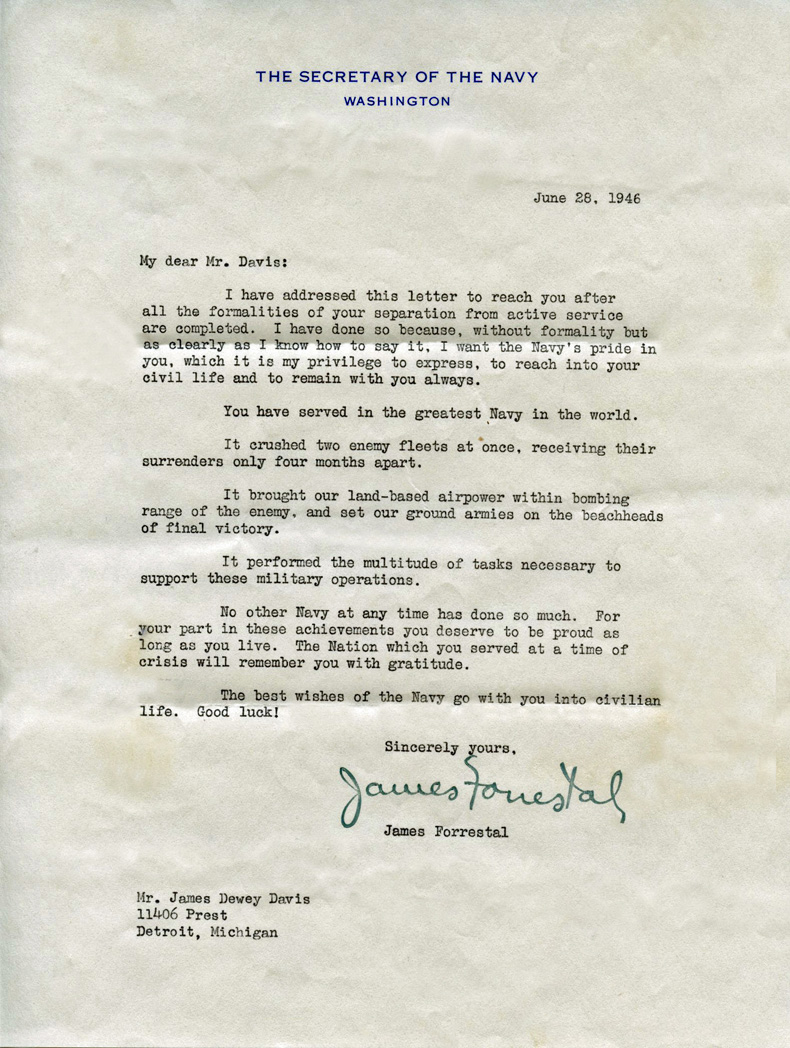 THE SECRETARY OF THE NAVY
WASHINGTON
June 28, 1946
My dear Mr. Davis:
I have addressed this letter to reach you after
all the formalities of your separation from active service
are completed. I have done so because, without formality but
as clearly as I know how to say it, I want the Navy's pride in
you, which it is my privilege to express, to reach into your
civil life and to remain with you always.
You have served in the greatest Navy in the world.
It crushed two enemy fleets at once, receiving their
surrenders only four months apart.
It brought our land-based airpower within bombing
range of the enemy, and set our ground armies on the beachheads
of final victory.
It performed the multitude of tasks necessary to
support these military operations.
No other Navy at any time has done so much. For
your part in these achievements you deserve to be proud as
long as you live. The Nation which you served at a time of
crisis will remember you with gratitude.
The best wishes of the Navy go with you into civilian
life. Good luck!
Sincerely yours,
James Forrestal
James Forrestal
Mr. James Dewey Davis
11406 Prest
Detroit, Michigan